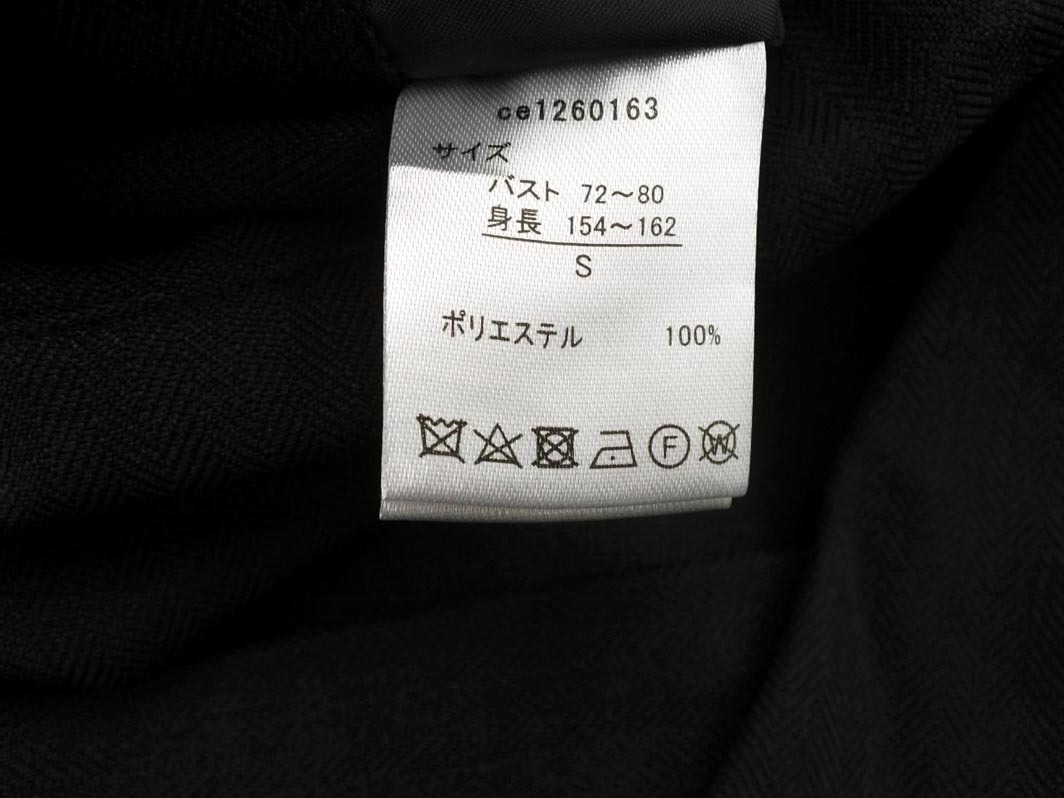 ce1260163
サイズ
バスト 72～80
身長 154～162
S
ポリエステル 100%
F W